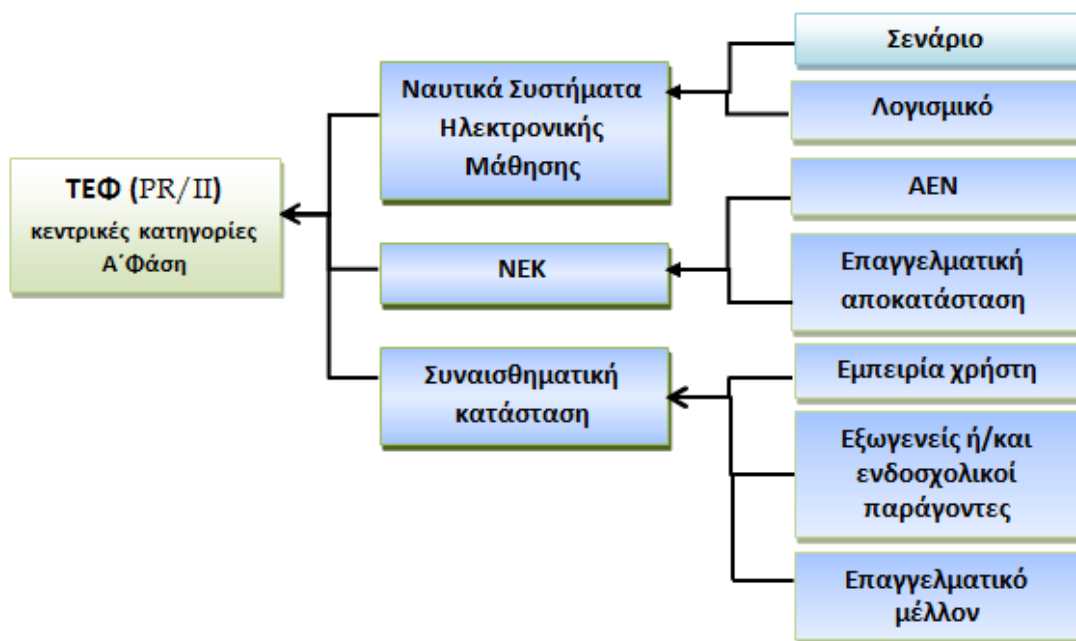 ΤΕΦ (PR/II)
κεντρικές κατηγορίες
Α΄Φάση
Ναυτικά Συστήματα
Ηλεκτρονικής
Μάθησης
ΝΕΚ
Συναισθηματική
κατάσταση
Σενάριο
Λογισμικό
ΑΕΝ
Επαγγελματική
αποκατάσταση
Εμπειρία χρήστη
Εξωγενείς ή/και
ενδοσχολικοί
παράγοντες
Επαγγελματικό
μέλλον